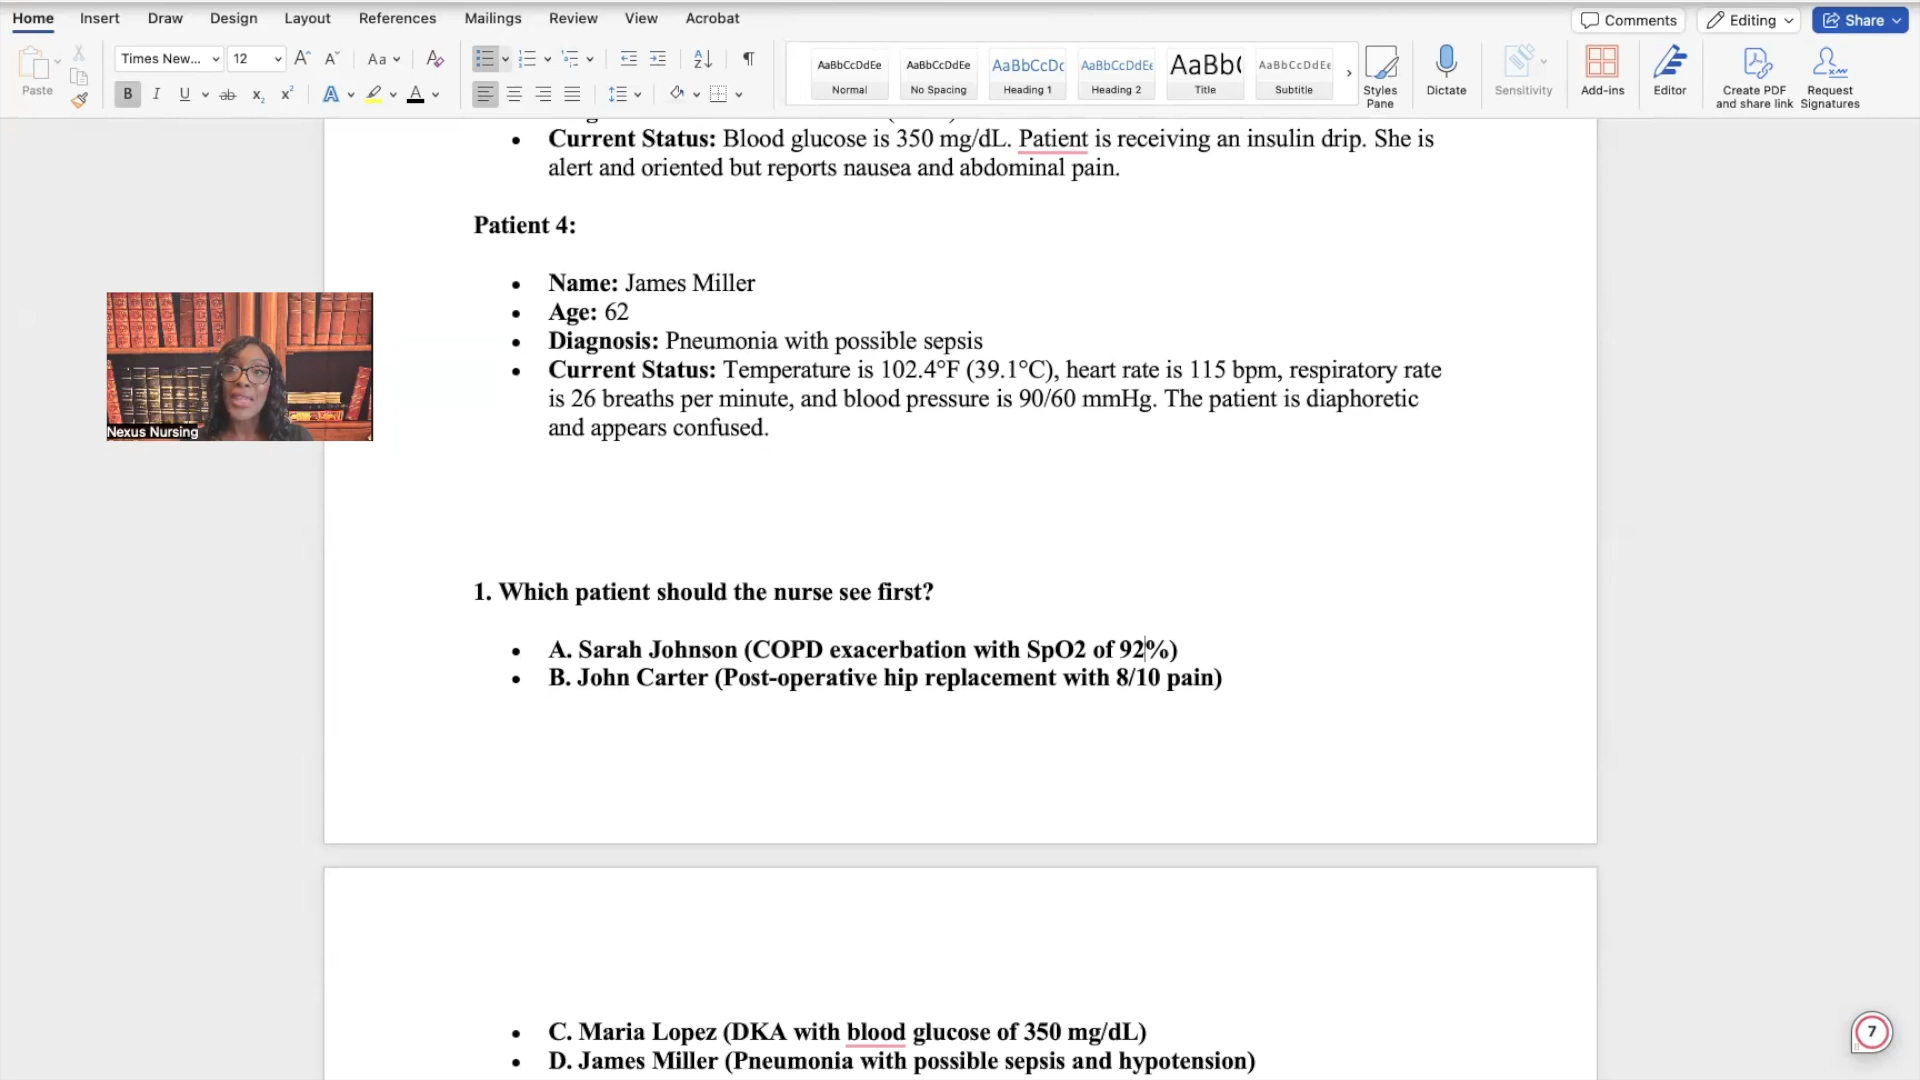 Home Insert Draw Design Layout References Mailings Review View Acrobat Comments Editing Share
Times New... 12 Aa
Paste
B I U ab x₂ x² A A
AaBbCcDdEe AaBbCcDdEe AaBbCcDc AaBbCcDdEe AaBb( AaBbCcDdEe
Normal No Spacing Heading 1 Heading 2 Title Subtitle
Styles Pane
Dictate
Sensitivity
Add-ins
Editor
Create PDF and share link
Request Signatures
• Current Status: Blood glucose is 350 mg/dL. Patient is receiving an insulin drip. She is
alert and oriented but reports nausea and abdominal pain.
Patient 4:
• Name: James Miller
• Age: 62
• Diagnosis: Pneumonia with possible sepsis
• Current Status: Temperature is 102.4°F (39.1°C), heart rate is 115 bpm, respiratory rate
is 26 breaths per minute, and blood pressure is 90/60 mmHg. The patient is diaphoretic
and appears confused.
Nexus Nursing
1. Which patient should the nurse see first?
• A. Sarah Johnson (COPD exacerbation with SpO2 of 92%)
• B. John Carter (Post-operative hip replacement with 8/10 pain)
• C. Maria Lopez (DKA with blood glucose of 350 mg/dL)
• D. James Miller (Pneumonia with possible sepsis and hypotension)
7